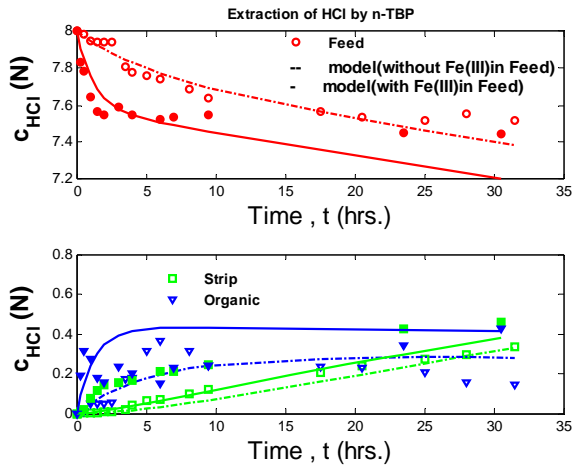 Extraction of HCl by n-TBP
8
7.8
7.6
7.4
7.2
c_HCl (N)
Feed
-- model(without Fe(III)in Feed)
- model(with Fe(III)in Feed)
0 5 10 15 20 25 30 35
Time , t (hrs.)
0.8
0.6
0.4
0.2
0
c_HCl (N)
Strip
Organic
0 5 10 15 20 25 30 35
Time , t (hrs.)